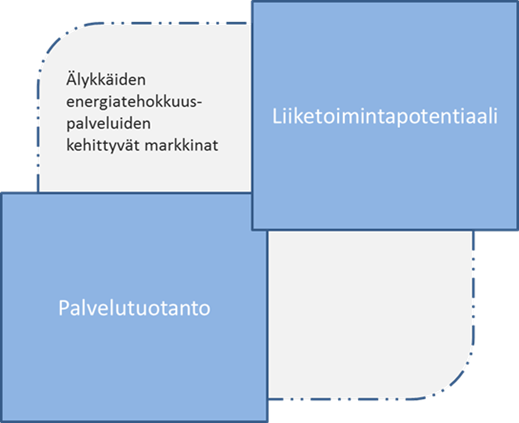 Älykkäiden
energiatehokkuus-
palveluiden
kehittyvät markkinat
Liiketoimintapotentiaali
Palvelutuotanto